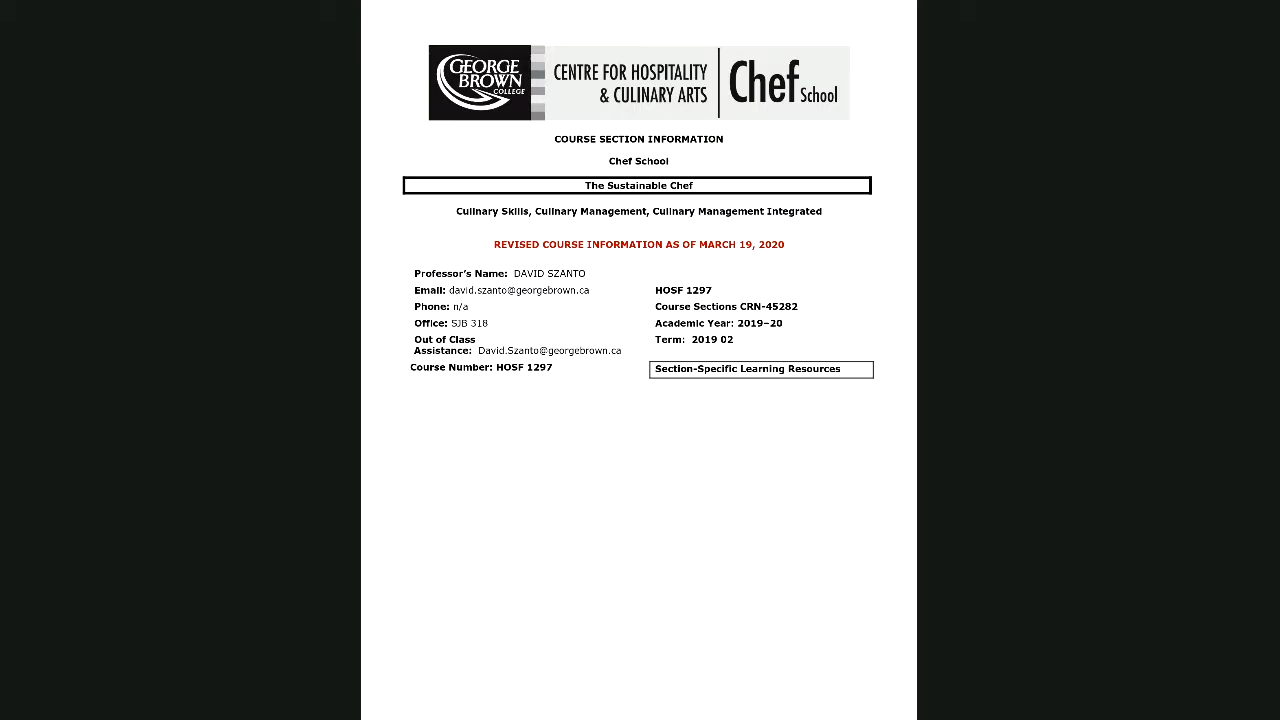 GEORGE
BROWN
COLLEGE
CENTRE FOR HOSPITALITY
& CULINARY ARTS
Chef School
COURSE SECTION INFORMATION
Chef School
The Sustainable Chef
Culinary Skills, Culinary Management, Culinary Management Integrated
REVISED COURSE INFORMATION AS OF MARCH 19, 2020
Professor's Name: DAVID SZANTO
Email: david.szanto@georgebrown.ca
Phone: n/a
Office: SJB 318
Out of Class
Assistance: David.Szanto@georgebrown.ca
Course Number: HOSF 1297
HOSF 1297
Course Sections CRN-45282
Academic Year: 2019–20
Term: 2019 02
Section-Specific Learning Resources